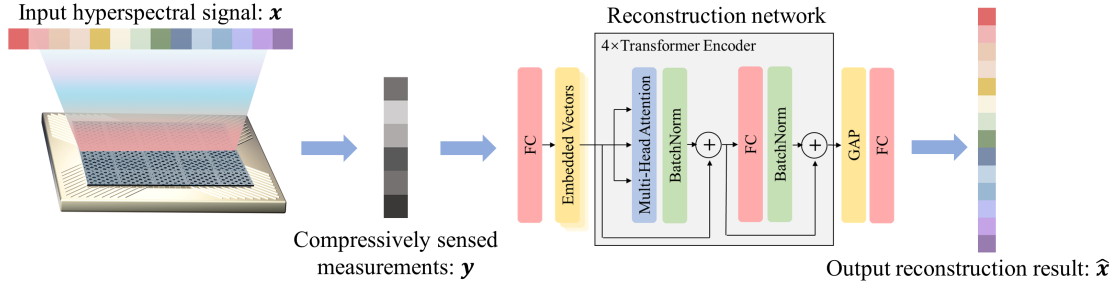 Input hyperspectral signal: x
Compressively sensed
measurements: y
Reconstruction network
4×Transformer Encoder
FC
Embedded Vectors
Multi-Head Attention
BatchNorm
+
FC
BatchNorm
+
GAP
FC
Output reconstruction result: x̂